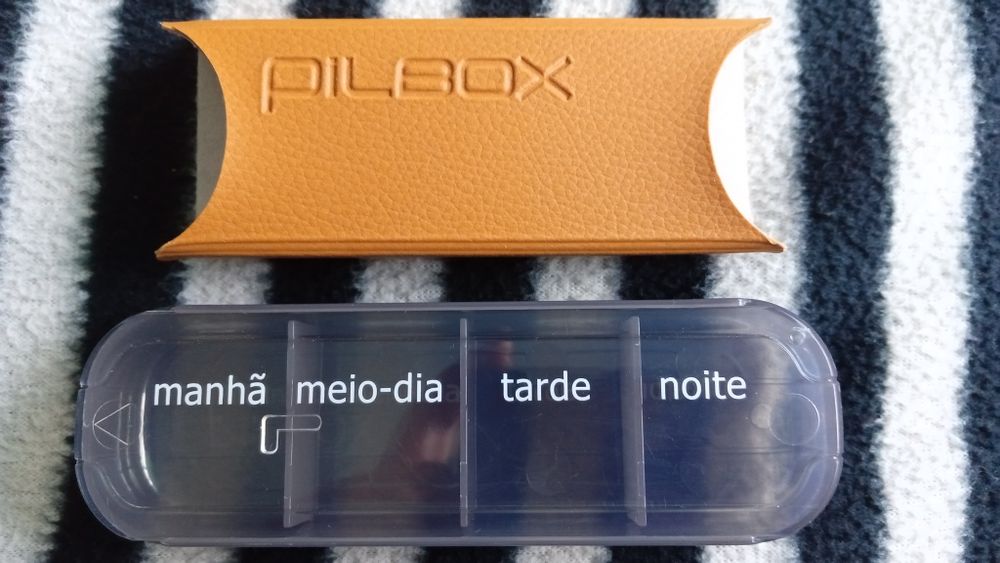 PILBOX
manhã meio-dia tarde noite